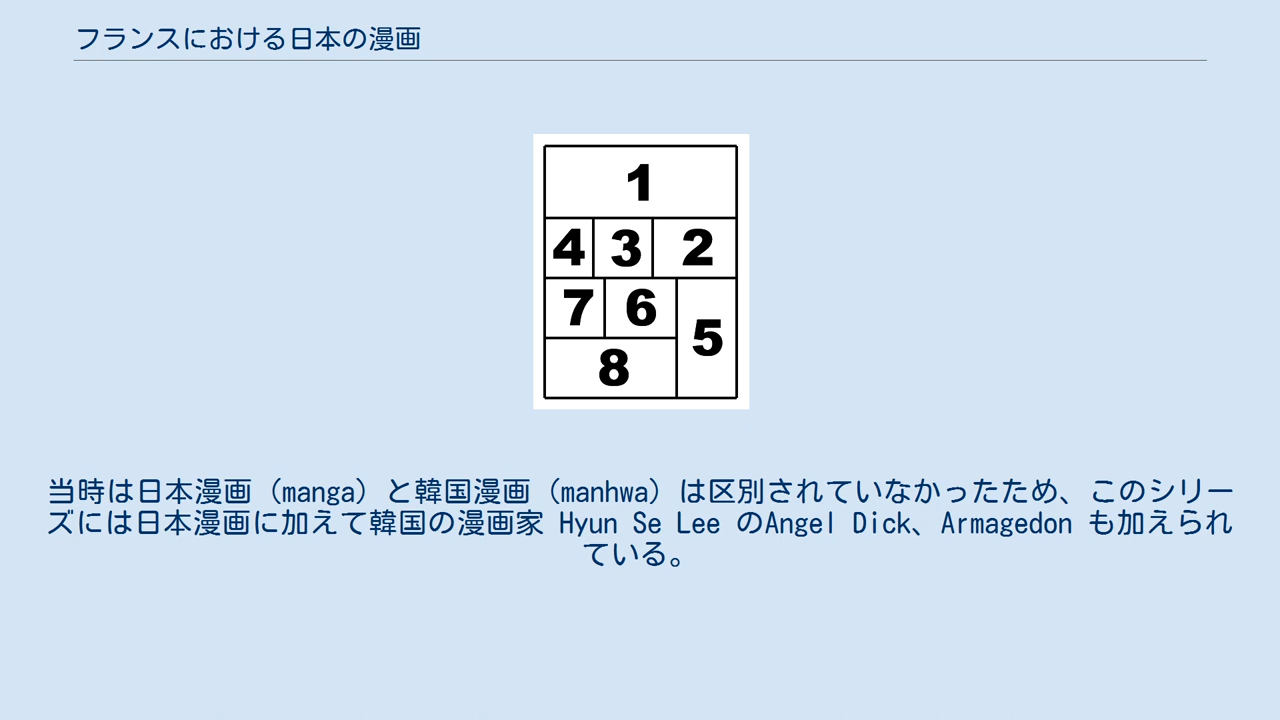 フランスにおける日本の漫画
1
4 3 2
7 6 5
8
当時は日本漫画（manga）と韓国漫画（manhwa）は区別されていなかったため、このシリー
ズには日本漫画に加えて韓国の漫画家 Hyun Se Lee のAngel Dick、Armagedon も加えられ
ている。